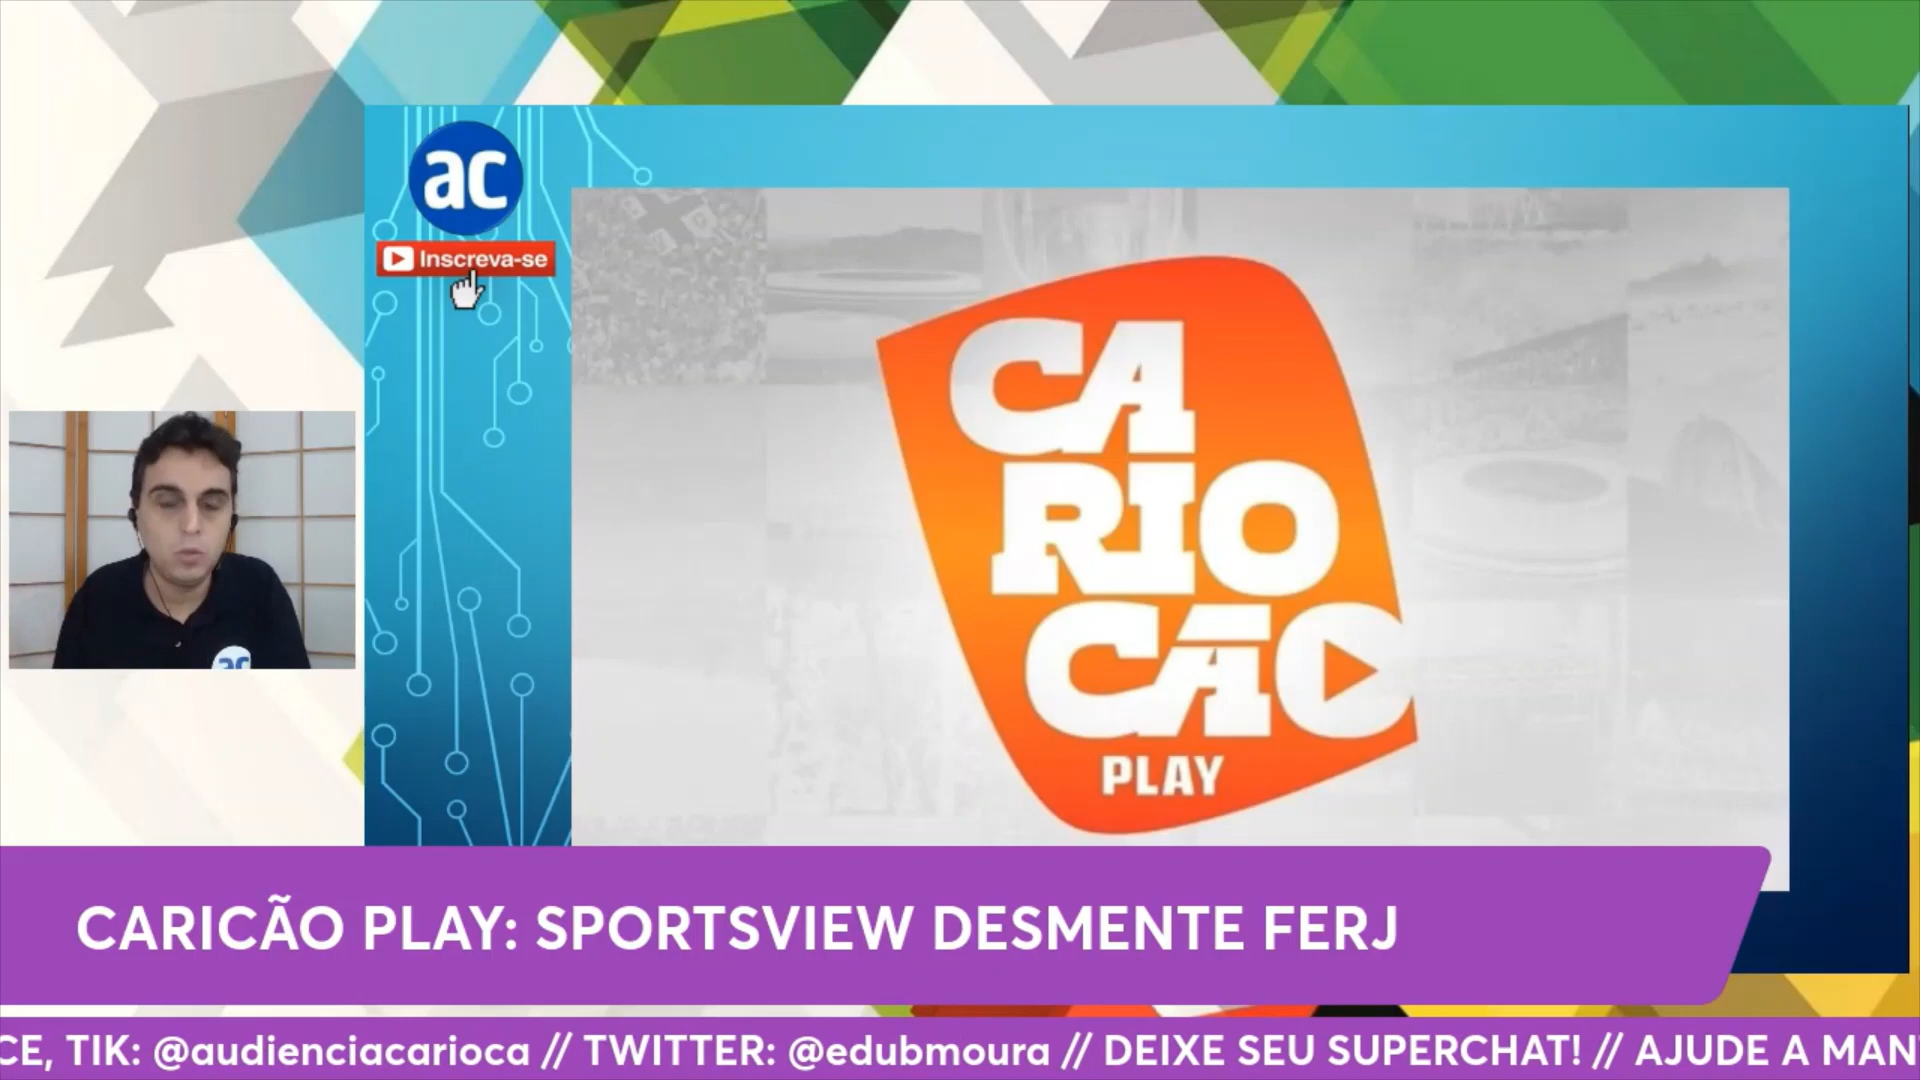 ac
Inscreva-se
CA
RIO
CÃO
PLAY
ac
CARICÃO PLAY: SPORTSVIEW DESMENTE FERJ
CE, TIK: @audienciacarioca // TWITTER: @edubmoura // DEIXE SEU SUPERCHAT! // AJUDE A MAN